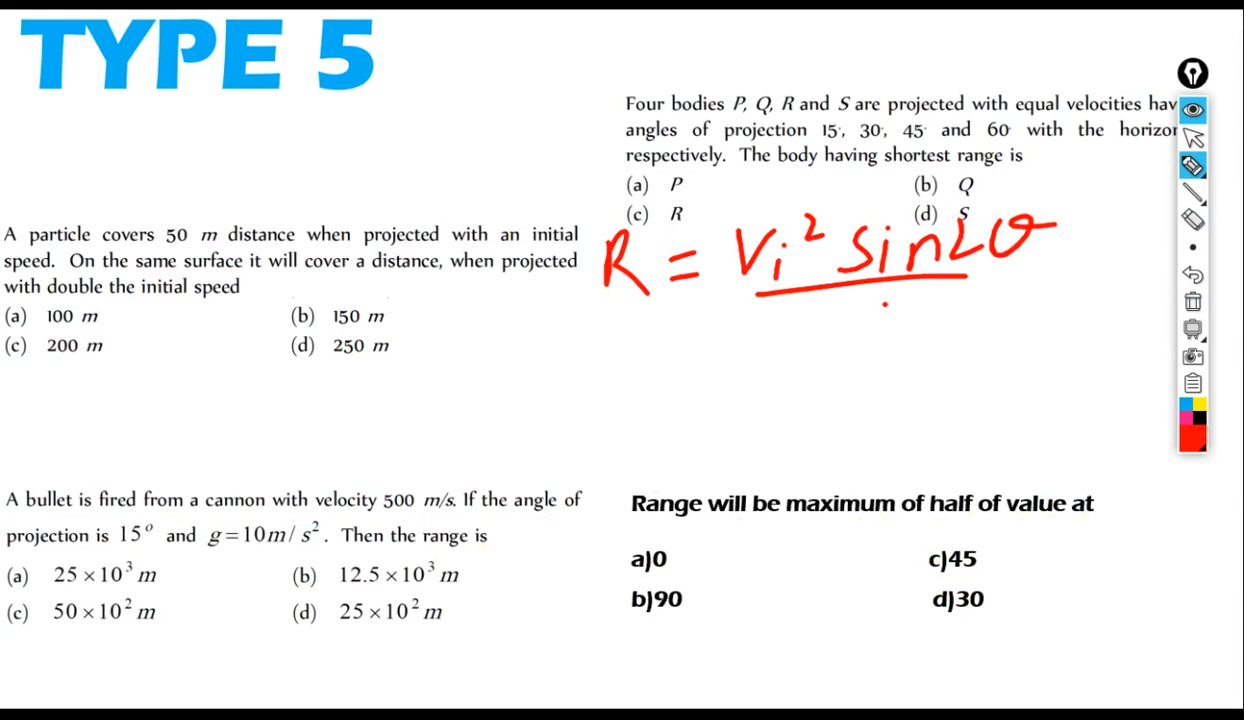 TYPE 5
A particle covers 50 m distance when projected with an initial
speed. On the same surface it will cover a distance, when projected
with double the initial speed
(a) 100 m (b) 150 m
(c) 200 m (d) 250 m
Four bodies P, Q, R and S are projected with equal velocities hav
angles of projection 15°, 30°, 45° and 60° with the horizon
respectively. The body having shortest range is
(a) P (b) Q
(c) R (d) S
R = Vi² sin2θ
A bullet is fired from a cannon with velocity 500 m/s. If the angle of
projection is 15° and g=10m/s². Then the range is
(a) 25×10³ m (b) 12.5×10³ m
(c) 50×10² m (d) 25×10² m
Range will be maximum of half of value at
a)0 c)45
b)90 d)30